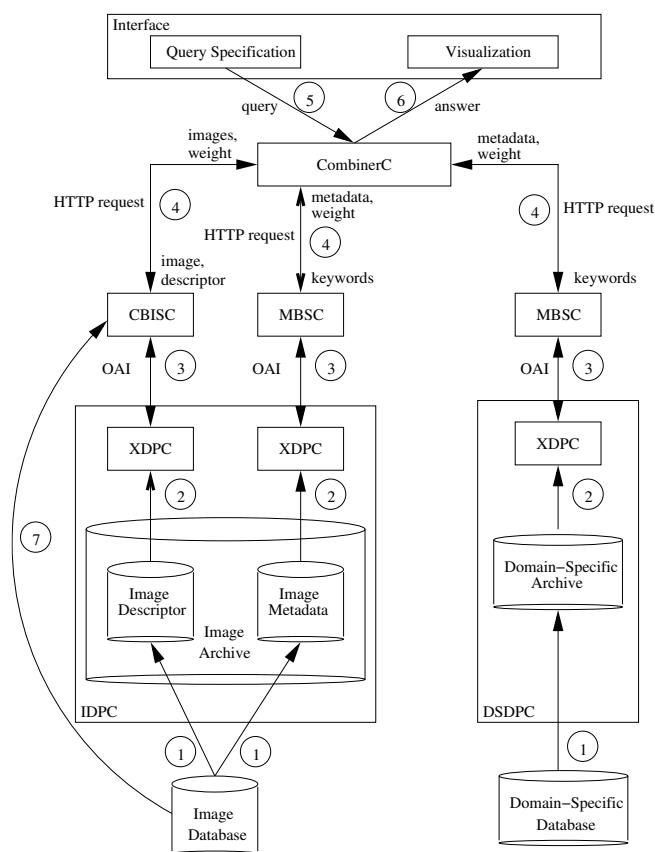 Interface
Query Specification
Visualization
query
5
6
answer
images,
weight
CombinerC
metadata,
weight
HTTP request
4
metadata,
weight
HTTP request
4
4
HTTP request
image,
descriptor
keywords
keywords
CBISC
MBSC
MBSC
OAI
3
OAI
3
OAI
3
XDPC
XDPC
XDPC
2
2
2
7
Image
Descriptor
Image
Metadata
Image
Archive
Domain−Specific
Archive
IDPC
DSDPC
1
1
1
Image
Database
Domain−Specific
Database